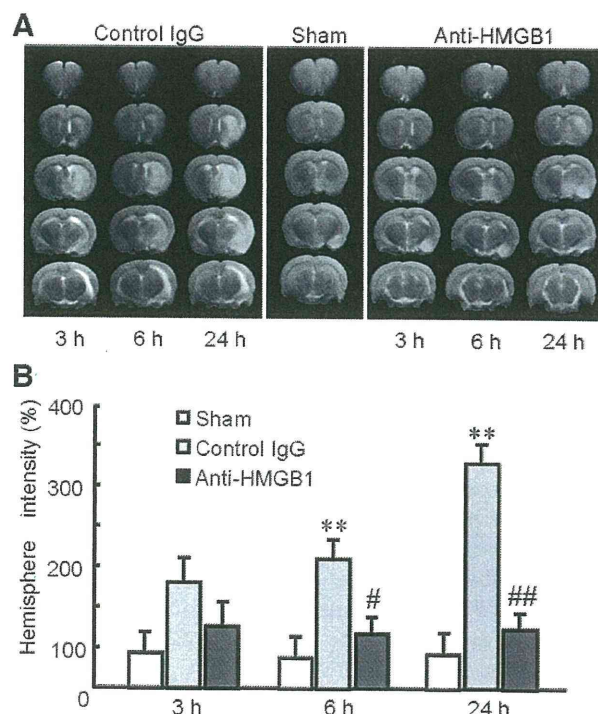 A
Control IgG Sham Anti-HMGB1
3 h 6 h 24 h 3 h 6 h 24 h
B
Hemisphere intensity (%)
400
300
200
100
0
Sham
Control IgG
Anti-HMGB1
**
#
**
##
3 h 6 h 24 h